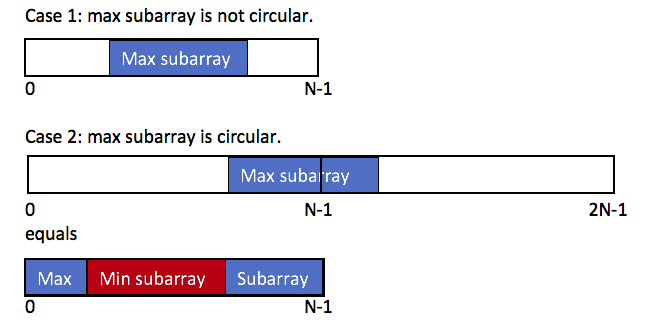 Case 1: max subarray is not circular.
Max subarray
0 N-1
Case 2: max subarray is circular.
Max subarray
0 N-1 2N-1
equals
Max Min subarray Subarray
0 N-1